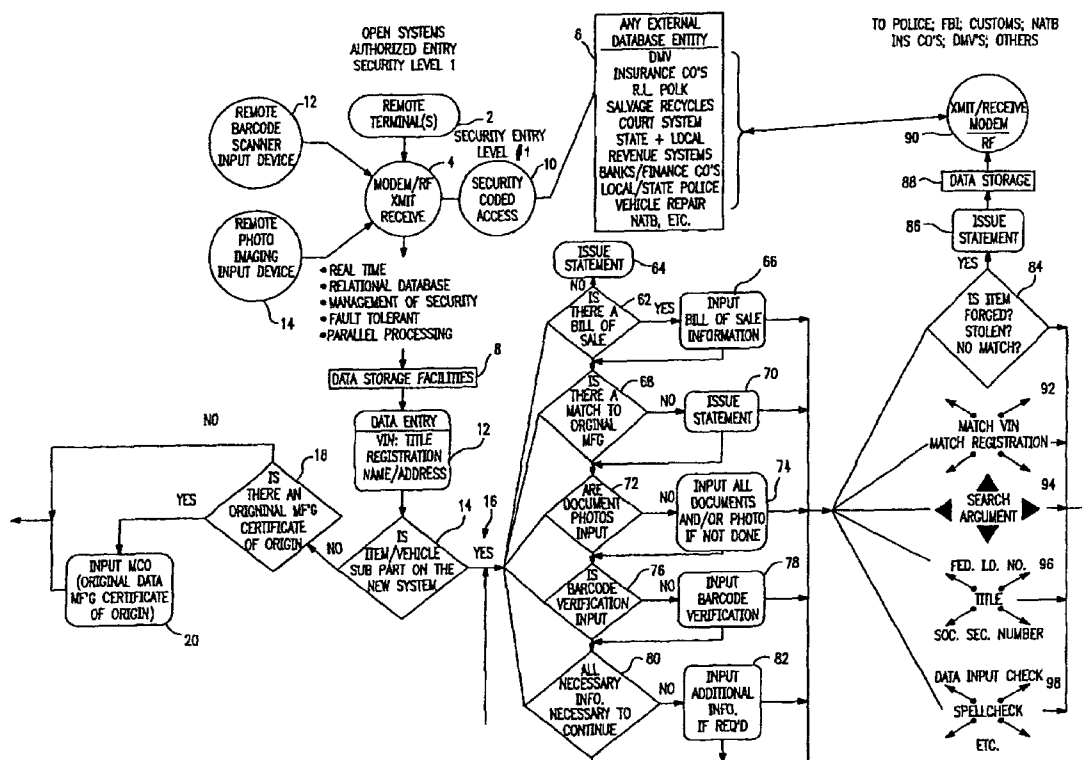 OPEN SYSTEMS
AUTHORIZED ENTRY
SECURITY LEVEL 1
12
REMOTE
BARCODE
SCANNER
INPUT DEVICE
REMOTE
TERMINAL(S)
2
SECURITY ENTRY
LEVEL #1
4
10
MODEM/RF
XMIT
RECEIVE
SECURITY
CODED
ACCESS
REMOTE
PHOTO
IMAGING
INPUT DEVICE
14
•REAL TIME
•RELATIONAL DATABASE
•MANAGEMENT OF SECURITY
•FAULT TOLERANT
•PARALLEL PROCESSING
8
DATA STORAGE FACILITIES
DATA ENTRY
VIN: TITLE
REGISTRATION
NAME/ADDRESS
12
14
IS
ITEM/VEHICLE
SUB PART ON THE
NEW SYSTEM
NO
YES
16
18
IS
THERE AN
ORIGNINAL MF'G
CERTIFICATE
OF ORIGIN
NO
YES
INPUT MCO
(ORIGINAL DATA
MF'G CERTIFICATE
OF ORIGIN)
20
6
ANY EXTERNAL
DATABASE ENTITY
DMV
INSURANCE CO'S
R.L. POLK
SALVAGE RECYCLES
COURT SYSTEM
STATE + LOCAL
REVENUE SYSTEMS
BANKS/FINANCE CO'S
LOCAL/STATE POLICE
VEHICLE REPAIR
NATB, ETC.
ISSUE
STATEMENT
64
NO
62
IS
THERE A
BILL OF
SALE
YES
66
INPUT
BILL OF SALE
INFORMATION
68
IS
THERE A
MATCH TO
ORGINAL
MFG
NO
70
ISSUE
STATEMENT
72
ARE
DOCUMENT
PHOTOS
INPUT
NO
74
INPUT ALL
DOCUMENTS
AND/OR PHOTO
IF NOT DONE
76
IS
BARCODE
VERIFICATION
INPUT
NO
78
INPUT
BARCODE
VERIFICATION
80
ALL
NECESSARY
INFO.
NECESSARY TO
CONTINUE
NO
82
INPUT
ADDITIONAL
INFO.
IF REQ'D
TO POLICE; FBI; CUSTOMS; NATB
INS CO'S; DMV'S; OTHERS
XMIT/RECEIVE
MODEM
RF
90
88
DATA STORAGE
86
ISSUE
STATEMENT
YES
84
IS ITEM
FORGED?
STOLEN?
NO MATCH?
92
MATCH VIN
MATCH REGISTRATION
94
SEARCH
ARGUMENT
FED. I.D. NO.
96
TITLE
SOC. SEC. NUMBER
DATA INPUT CHECK
98
SPELLCHECK
ETC.